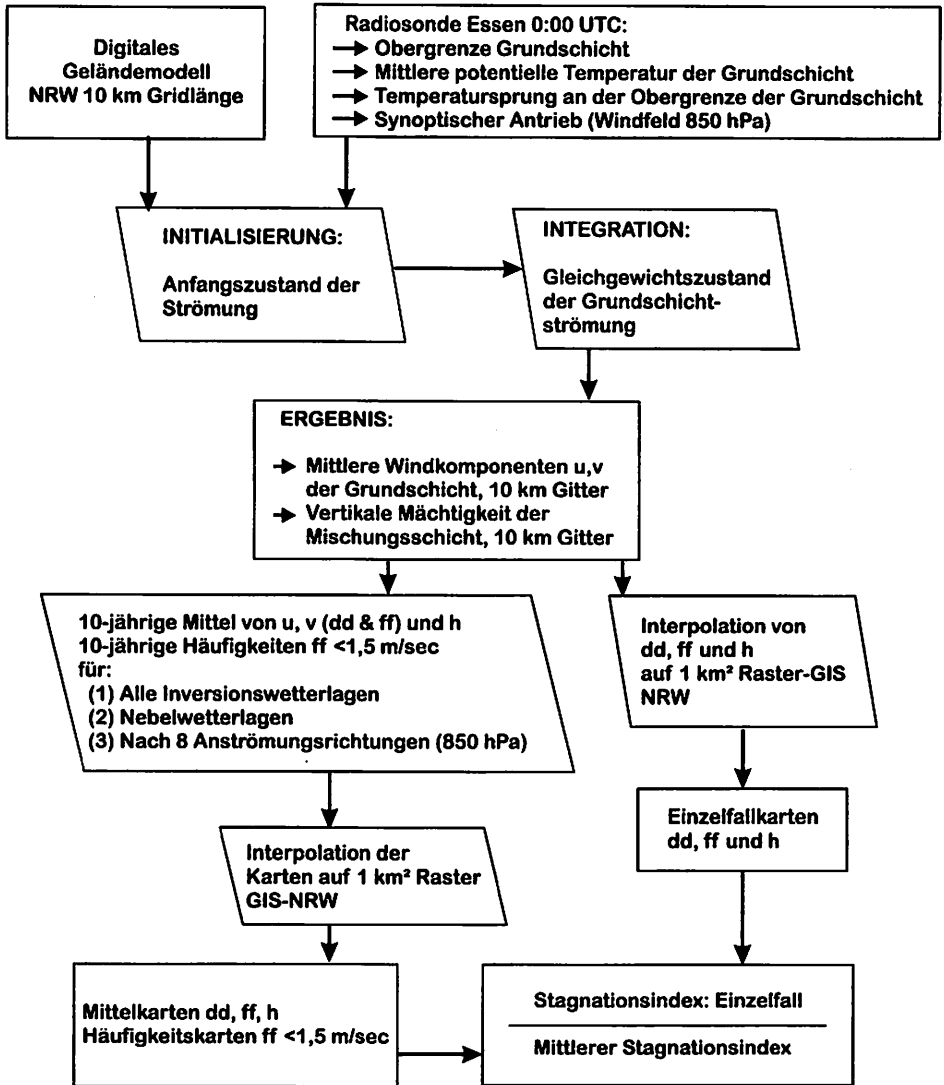 Digitales
Geländemodell
NRW 10 km Gridlänge
Radiosonde Essen 0:00 UTC:
Obergrenze Grundschicht
Mittlere potentielle Temperatur der Grundschicht
Temperatursprung an der Obergrenze der Grundschicht
Synoptischer Antrieb (Windfeld 850 hPa)
INITIALISIERUNG:
Anfangszustand der
Strömung
INTEGRATION:
Gleichgewichtszustand
der Grundschicht-
strömung
ERGEBNIS:
Mittlere Windkomponenten u,v
der Grundschicht, 10 km Gitter
Vertikale Mächtigkeit der
Mischungsschicht, 10 km Gitter
10-jährige Mittel von u, v (dd & ff) und h
10-jährige Häufigkeiten ff <1,5 m/sec
für:
(1) Alle Inversionswetterlagen
(2) Nebelwetterlagen
(3) Nach 8 Anströmungsrichtungen (850 hPa)
Interpolation von
dd, ff und h
auf 1 km² Raster-GIS
NRW
Einzelfallkarten
dd, ff und h
Interpolation der
Karten auf 1 km² Raster
GIS-NRW
Mittelkarten dd, ff, h
Häufigkeitskarten ff <1,5 m/sec
Stagnationsindex: Einzelfall
Mittlerer Stagnationsindex